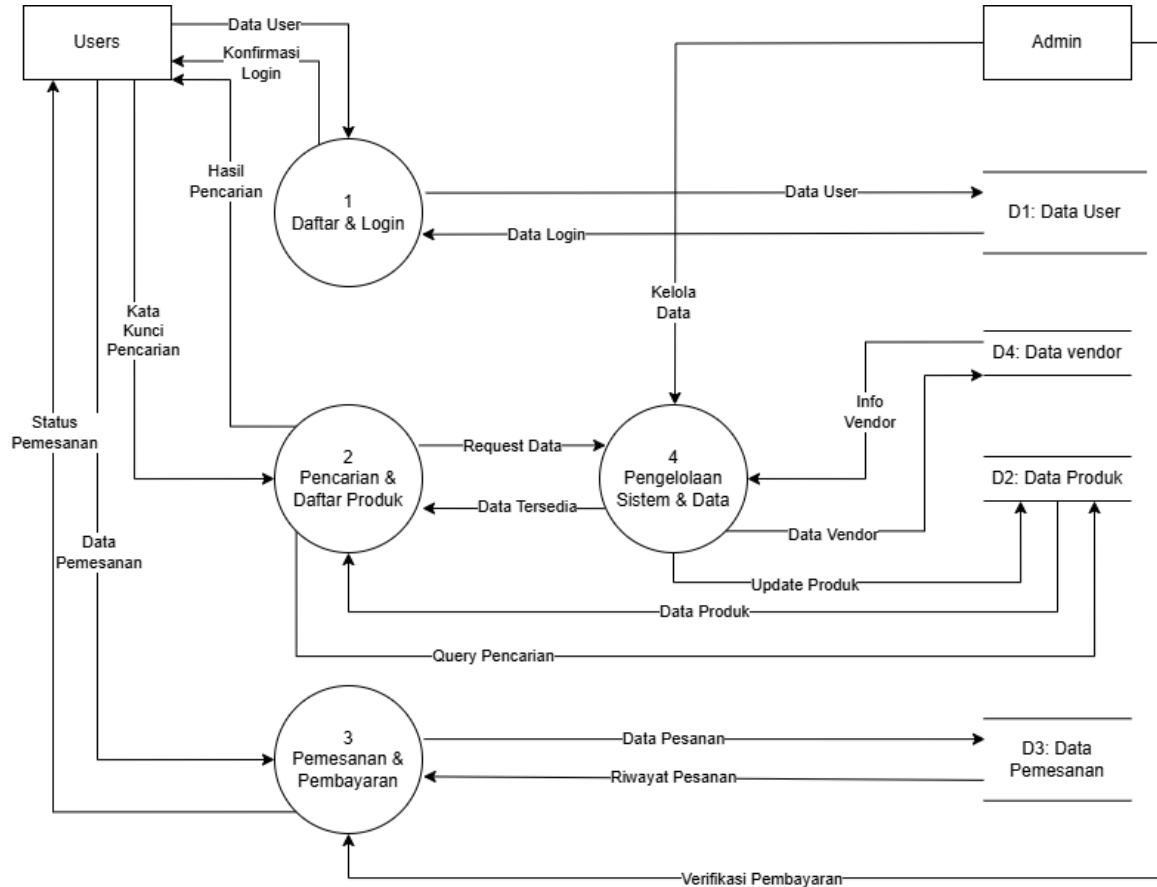 Users
Data User
Konfirmasi
Login
Admin
Hasil
Pencarian
1
Daftar & Login
Data User
Data Login
D1: Data User
Kelola
Data
Kata
Kunci
Pencarian
D4: Data vendor
Info
Vendor
Status
Pemesanan
2
Pencarian &
Daftar Produk
Request Data
Data Tersedia
4
Pengelolaan
Sistem & Data
D2: Data Produk
Data Vendor
Data
Pemesanan
Update Produk
Data Produk
Query Pencarian
3
Pemesanan &
Pembayaran
Data Pesanan
Riwayat Pesanan
D3: Data
Pemesanan
Verifikasi Pembayaran